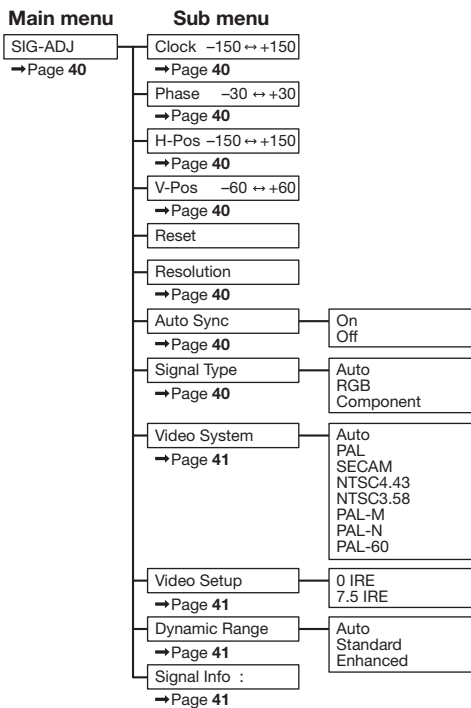 Main menu Sub menu
SIG-ADJ
➞Page 40
Clock –150 ↔ +150
➞Page 40
Phase –30 ↔ +30
➞Page 40
H-Pos –150 ↔ +150
➞Page 40
V-Pos –60 ↔ +60
➞Page 40
Reset
Resolution
➞Page 40
Auto Sync
➞Page 40
On
Off
Signal Type
➞Page 40
Auto
RGB
Component
Video System
➞Page 41
Auto
PAL
SECAM
NTSC4.43
NTSC3.58
PAL-M
PAL-N
PAL-60
Video Setup
➞Page 41
0 IRE
7.5 IRE
Dynamic Range
➞Page 41
Auto
Standard
Enhanced
Signal Info :
➞Page 41